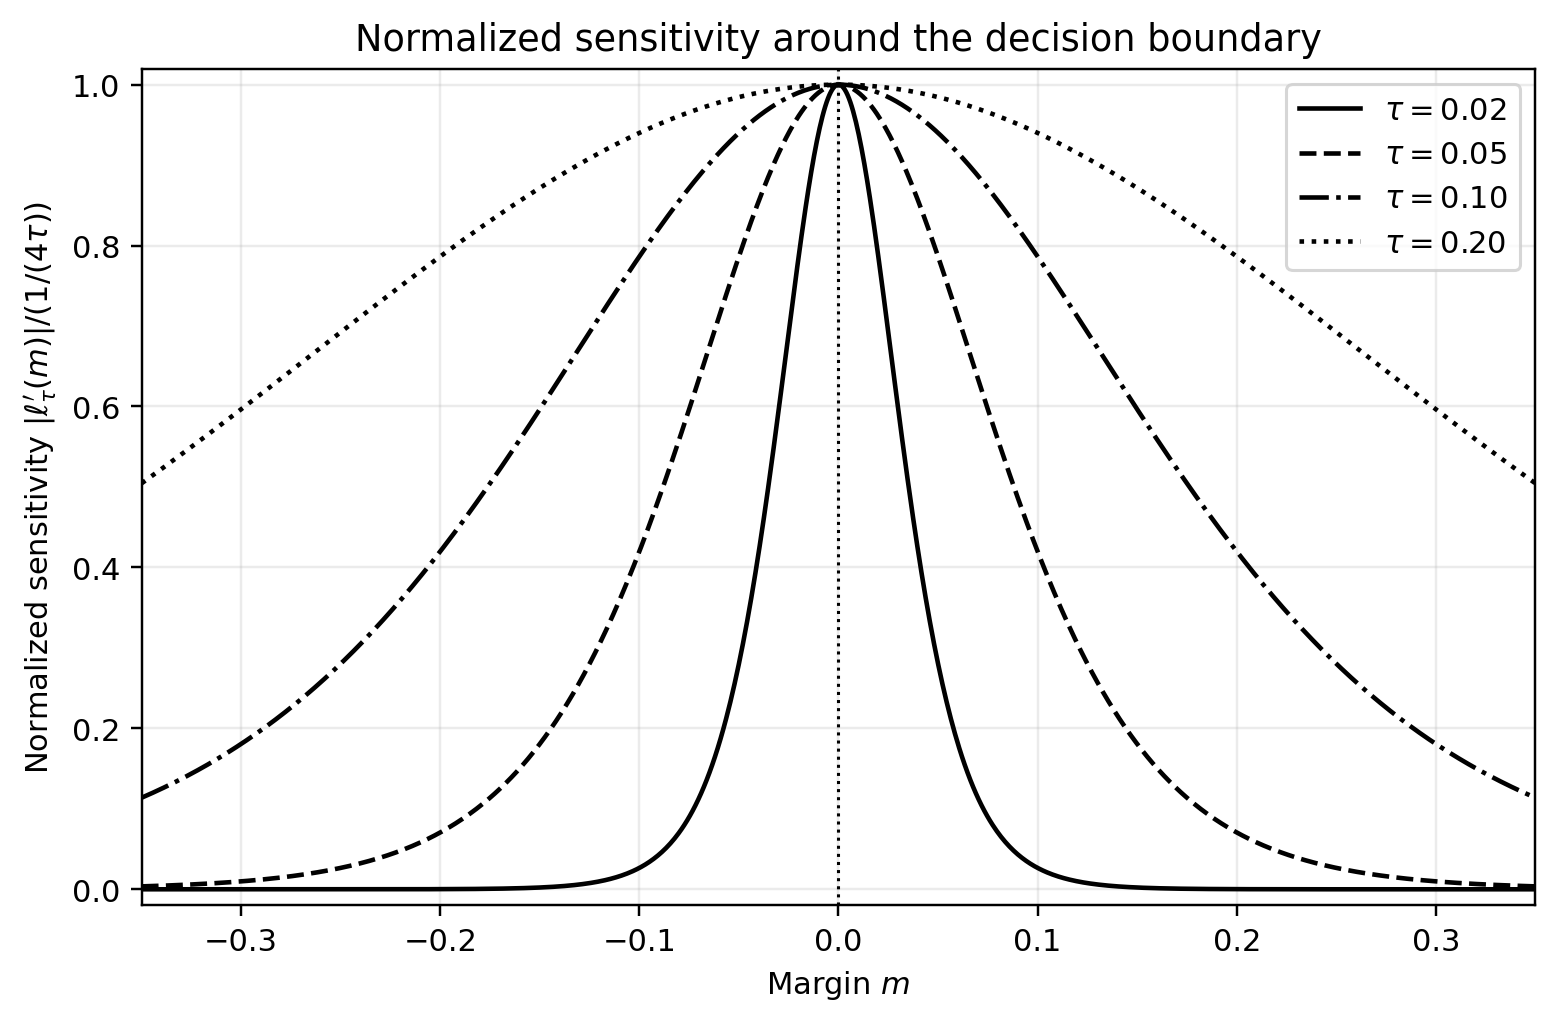 Normalized sensitivity around the decision boundary
Normalized sensitivity |ℓ′τ(m)|/(1/(4τ))
1.0
0.8
0.6
0.4
0.2
0.0
τ = 0.02
τ = 0.05
τ = 0.10
τ = 0.20
−0.3 −0.2 −0.1 0.0 0.1 0.2 0.3
Margin m